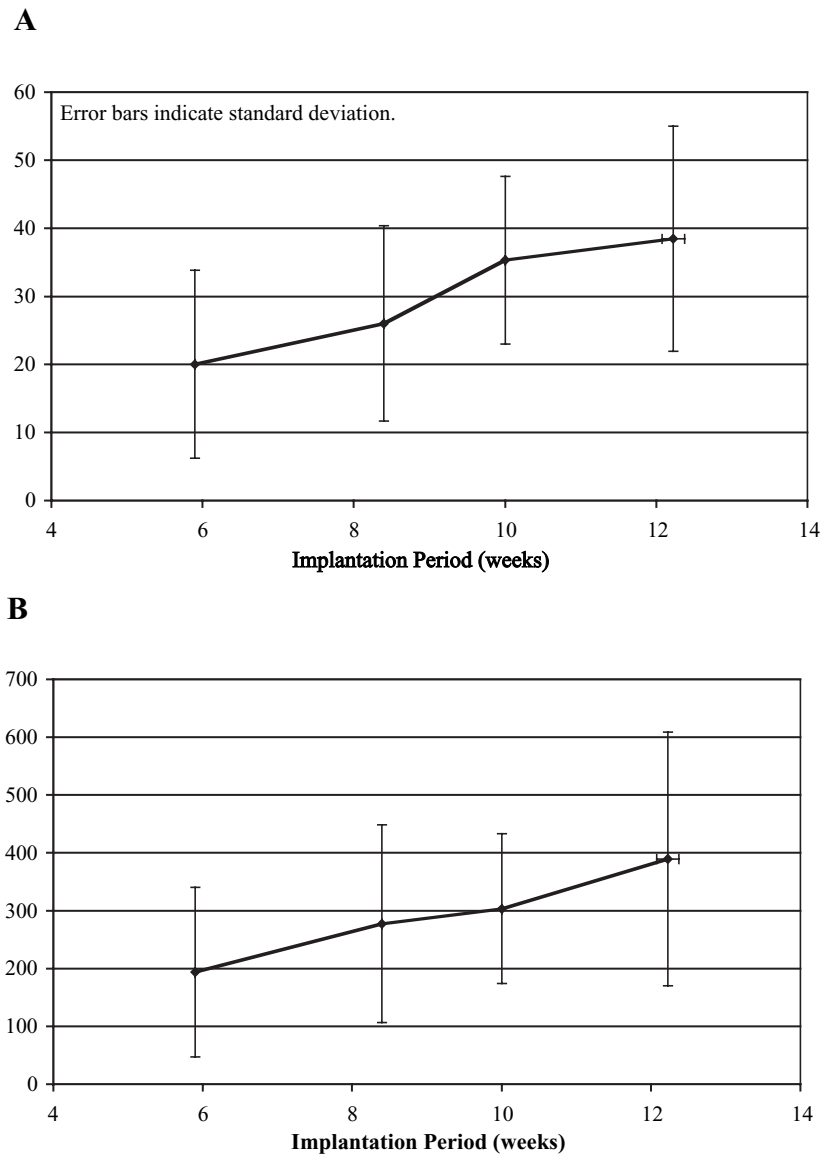 A
60
Error bars indicate standard deviation.
50
40
30
20
10
0
4 6 8 10 12 14
Implantation Period (weeks)
B
700
600
500
400
300
200
100
0
4 6 8 10 12 14
Implantation Period (weeks)